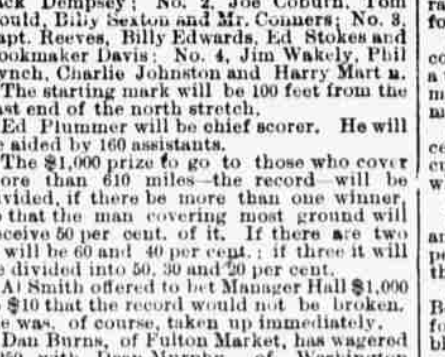 ck Dempsey; No. 2, Joe Coburn, Tom
ould, Billy Sexton and Mr. Conners; No. 3,
apt. Reeves, Billy Edwards, Ed Stokes and
ookmaker Davis; No. 4, Jim Wakely, Phil
ynch, Charlie Johnston and Harry Mart n.
The starting mark will be 100 feet from the
ast end of the north stretch.
Ed Plummer will be chief scorer. He will
e aided by 160 assistants.
The $1,000 prize to go to those who cover
ore than 610 miles—the record—will be
vided, if there be more than one winner,
that the man covering most ground will
ceive 50 per cent. of it. If there are two
will be 60 and 40 per cent.; if three it will
e divided into 50, 30 and 20 per cent.
Al Smith offered to bet Manager Hall $1,000
$10 that the record would not be broken.
e was, of course, taken up immediately.
Dan Burns, of Fulton Market, has wagered
with Murphy, of Washington